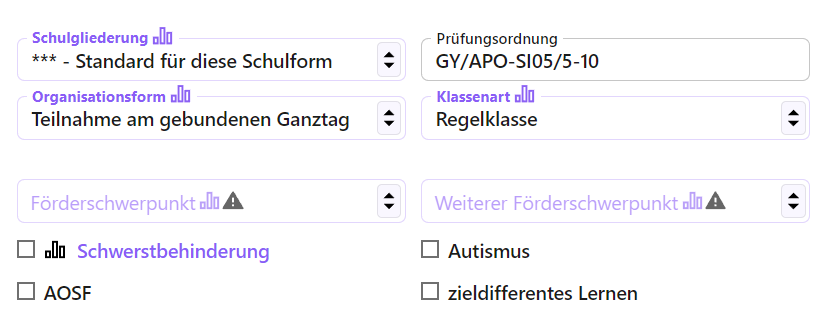 Schulgliederung
Prüfungsordnung
*** - Standard für diese Schulform
GY/APO-SI05/5-10
Organisationsform
Klassenart
Teilnahme am gebundenen Ganztag
Regelklasse
Förderschwerpunkt
Weiterer Förderschwerpunkt
Schwerstbehinderung
Autismus
AOSF
zieldifferentes Lernen